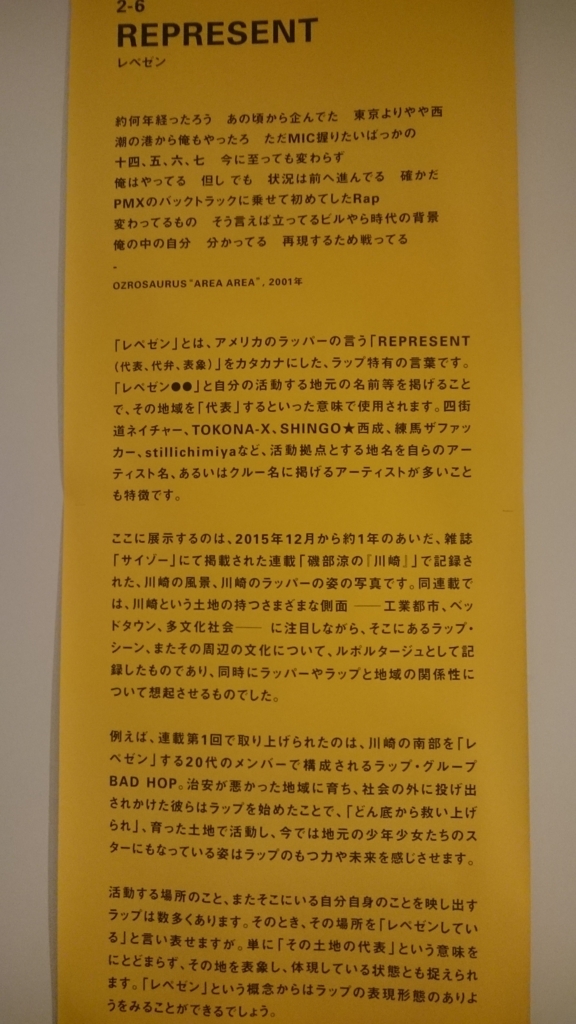 2-6
REPRESENT
レペゼン
約何年経ったろう　あの頃から企んでた　東京よりやや西
潮の港から俺もやったろ　ただMIC握りたいばっかの
十四、五、六、七　今に至っても変わらず
俺はやってる　但し でも　状況は前へ進んでる　確かだ
PMXのバックトラックに乗せて初めてしたRap
変わってるもの　そう言えば立ってるビルやら時代の背景
俺の中の自分　分かってる　再現するため戦ってる
-
OZROSAURUS "AREA AREA", 2001年
「レペゼン」とは、アメリカのラッパーの言う「REPRESENT
（代表、代弁、表象）」をカタカナにした、ラップ特有の言葉です。
「レペゼン●●」と自分の活動する地元の名前等を掲げること
で、その地域を「代表」するといった意味で使用されます。四街
道ネイチャー、TOKONA-X、SHINGO★西成、練馬ザファッ
カー、stillichimiyaなど、活動拠点とする地名を自らのアー
ティスト名、あるいはクルー名に掲げるアーティストが多いこと
も特徴です。
ここに展示するのは、2015年12月から約1年のあいだ、雑誌
「サイゾー」にて掲載された連載「磯部涼の『川崎』」で記録さ
れた、川崎の風景、川崎のラッパーの姿の写真です。同連載で
は、川崎という土地の持つさまざまな側面 ── 工業都市、ベッ
ドタウン、多文化社会── に注目しながら、そこにあるラップ・
シーン、またその周辺の文化について、ルポルタージュとして記
録したものであり、同時にラッパーやラップと地域の関係性に
ついて想起させるものでした。
例えば、連載第1回で取り上げられたのは、川崎の南部を「レ
ペゼン」する20代のメンバーで構成されるラップ・グループ
BAD HOP。治安が悪かった地域に育ち、社会の外に投げ出
されかけた彼らはラップを始めたことで、「どん底から救い上げ
られ」、育った土地で活動し、今では地元の少年少女たちのス
ターにもなっている姿はラップのもつ力や未来を感じさせます。
活動する場所のこと、またそこにいる自分自身のことを映し出す
ラップは数多くあります。そのとき、その場所を「レペゼンしてい
る」と言い表せますが。単に「その土地の代表」という意味を
にとどまらず、その地を表象し、体現している状態とも捉えられ
ます。「レペゼン」という概念からはラップの表現形態のありよ
うをみることができるでしょう。